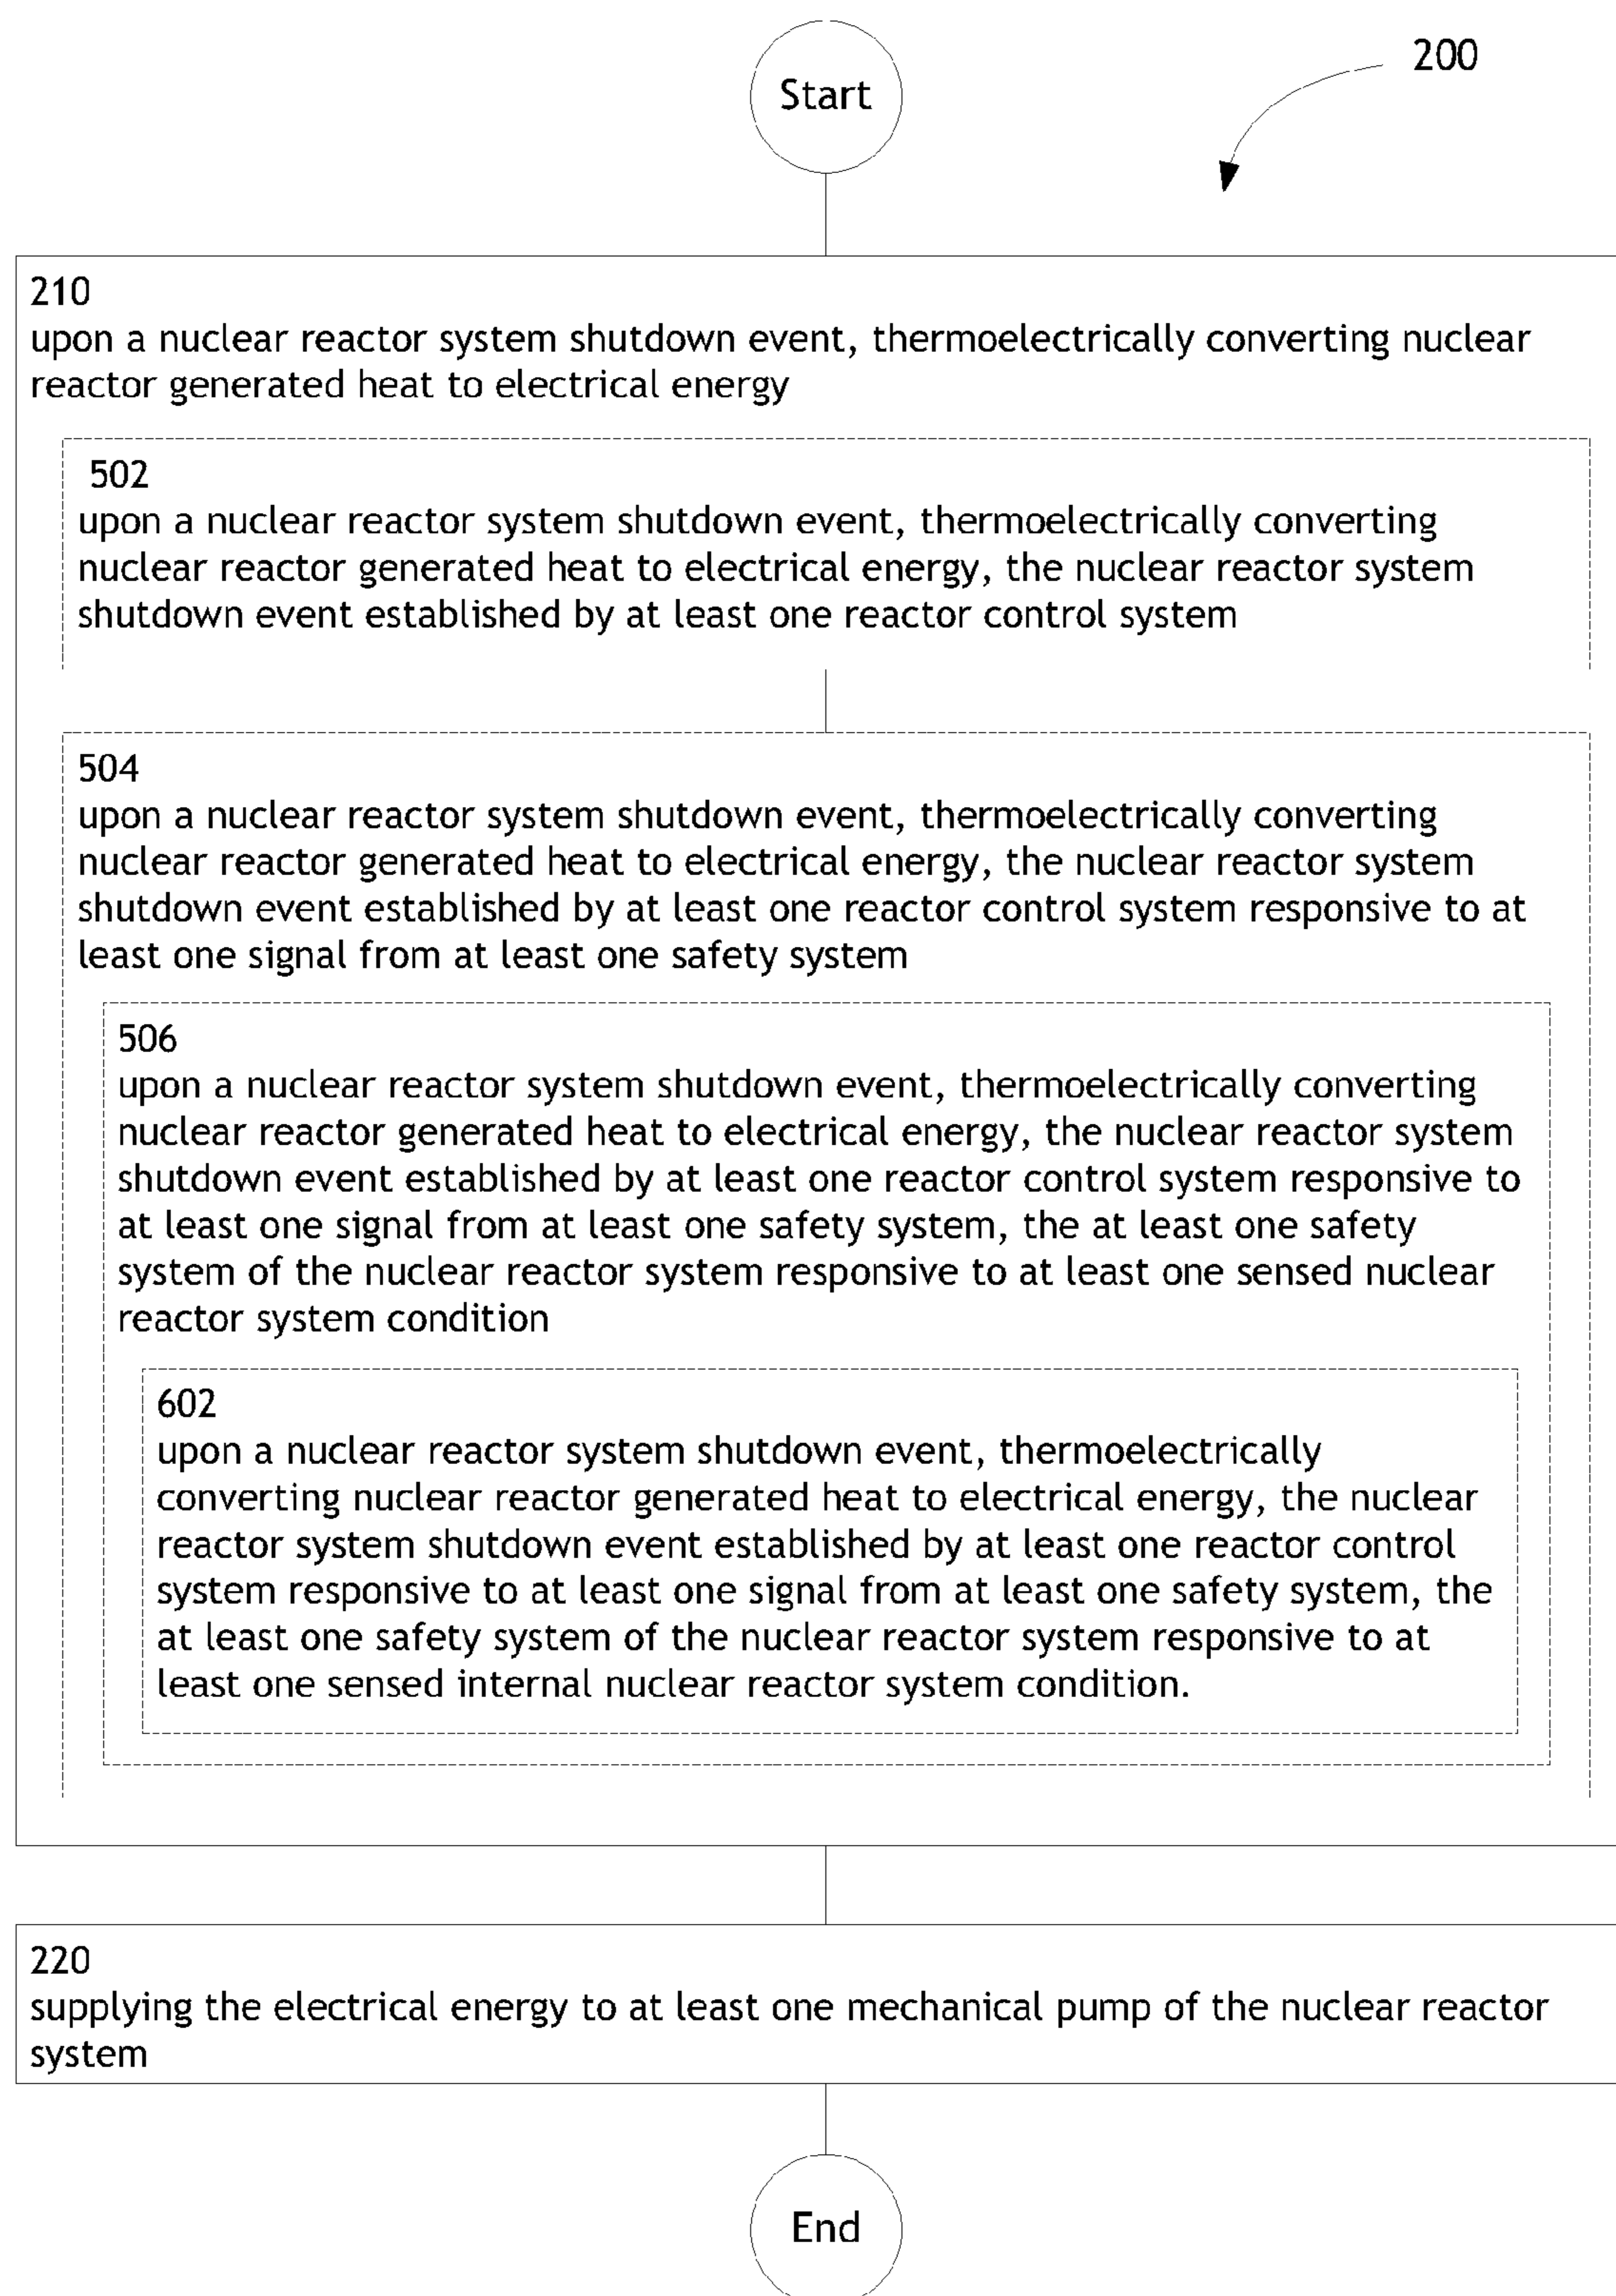 Start
200
210
upon a nuclear reactor system shutdown event, thermoelectrically converting nuclear
reactor generated heat to electrical energy
502
upon a nuclear reactor system shutdown event, thermoelectrically converting
nuclear reactor generated heat to electrical energy, the nuclear reactor system
shutdown event established by at least one reactor control system
504
upon a nuclear reactor system shutdown event, thermoelectrically converting
nuclear reactor generated heat to electrical energy, the nuclear reactor system
shutdown event established by at least one reactor control system responsive to at
least one signal from at least one safety system
506
upon a nuclear reactor system shutdown event, thermoelectrically converting
nuclear reactor generated heat to electrical energy, the nuclear reactor system
shutdown event established by at least one reactor control system responsive to
at least one signal from at least one safety system, the at least one safety
system of the nuclear reactor system responsive to at least one sensed nuclear
reactor system condition
602
upon a nuclear reactor system shutdown event, thermoelectrically
converting nuclear reactor generated heat to electrical energy, the nuclear
reactor system shutdown event established by at least one reactor control
system responsive to at least one signal from at least one safety system, the
at least one safety system of the nuclear reactor system responsive to at
least one sensed internal nuclear reactor system condition.
220
supplying the electrical energy to at least one mechanical pump of the nuclear reactor
system
End